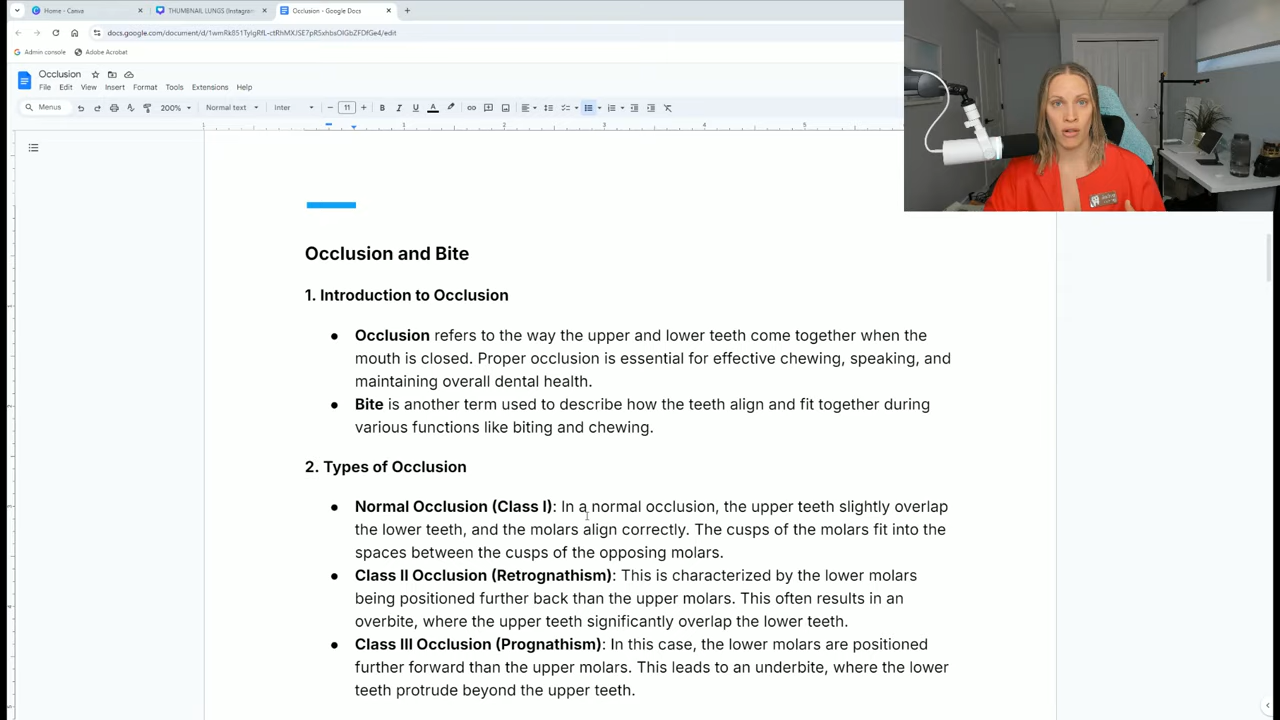 Home - Canva
THUMBNAIL LUNGS (Instagram
Occlusion - Google Docs
Admin console
Adobe Acrobat
Occlusion
File Edit View Insert Format Tools Extensions Help
Menus 200% Normal text Inter 11
1 1 2 3 4 5
Occlusion and Bite
1. Introduction to Occlusion
● Occlusion refers to the way the upper and lower teeth come together when the
mouth is closed. Proper occlusion is essential for effective chewing, speaking, and
maintaining overall dental health.
● Bite is another term used to describe how the teeth align and fit together during
various functions like biting and chewing.
2. Types of Occlusion
● Normal Occlusion (Class I): In a normal occlusion, the upper teeth slightly overlap
the lower teeth, and the molars align correctly. The cusps of the molars fit into the
spaces between the cusps of the opposing molars.
● Class II Occlusion (Retrognathism): This is characterized by the lower molars
being positioned further back than the upper molars. This often results in an
overbite, where the upper teeth significantly overlap the lower teeth.
● Class III Occlusion (Prognathism): In this case, the lower molars are positioned
further forward than the upper molars. This leads to an underbite, where the lower
teeth protrude beyond the upper teeth.